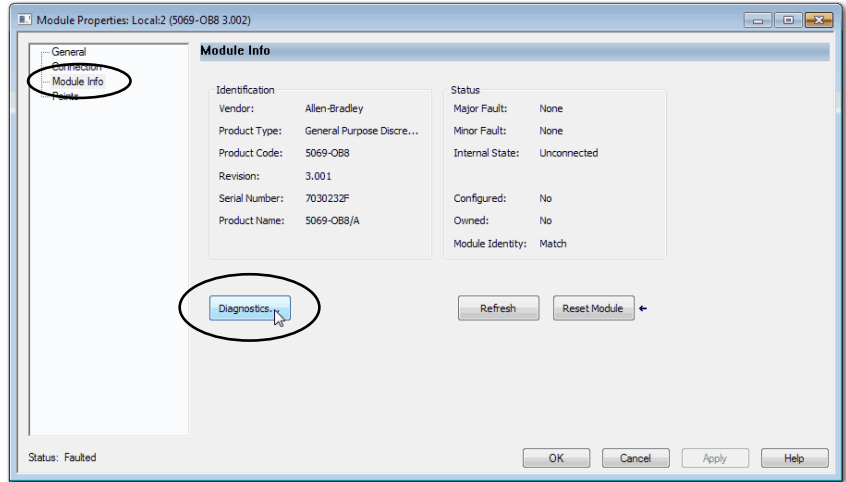 Module Properties: Local:2 (5069-OB8 3.002)
General
Connection
Module Info
Points
Module Info
Identification
Vendor: Allen-Bradley
Product Type: General Purpose Discre...
Product Code: 5069-OB8
Revision: 3.001
Serial Number: 7030232F
Product Name: 5069-OB8/A
Status
Major Fault: None
Minor Fault: None
Internal State: Unconnected
Configured: No
Owned: No
Module Identity: Match
Diagnostics...
Refresh
Reset Module
Status: Faulted
OK
Cancel
Apply
Help